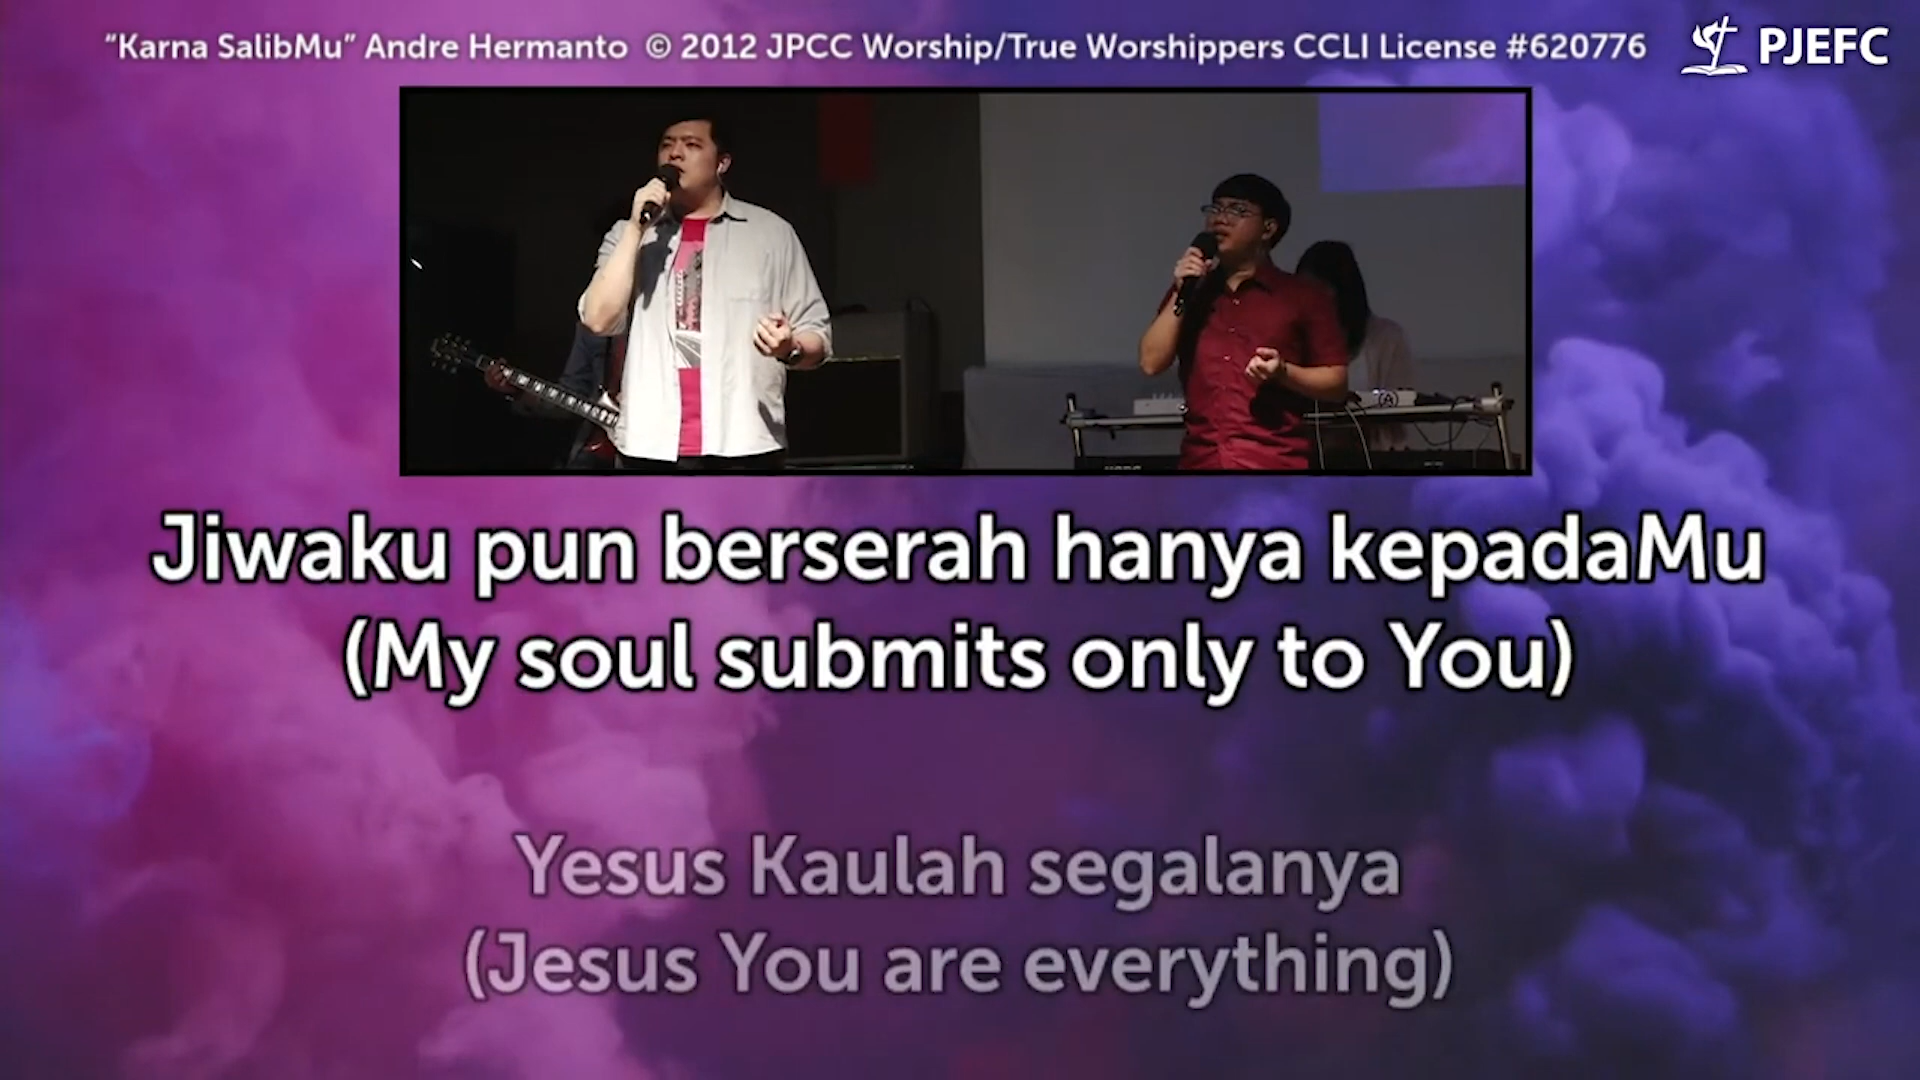 “Karna SalibMu” Andre Hermanto © 2012 JPCC Worship/True Worshippers CCLI License #620776
PJEFC
Jiwaku pun berserah hanya kepadaMu
(My soul submits only to You)
Yesus Kaulah segalanya
(Jesus You are everything)